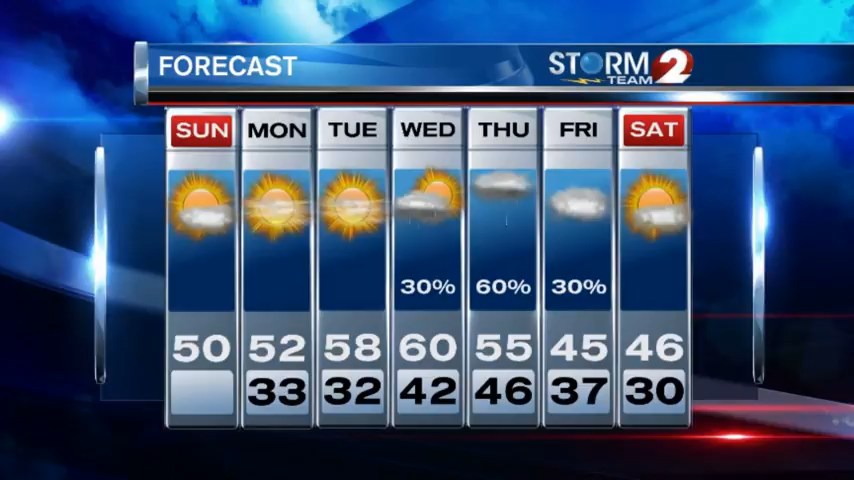 FORECAST
STORM
TEAM 2
SUN MON TUE WED THU FRI SAT
30% 60% 30%
50 52 58 60 55 45 46
33 32 42 46 37 30